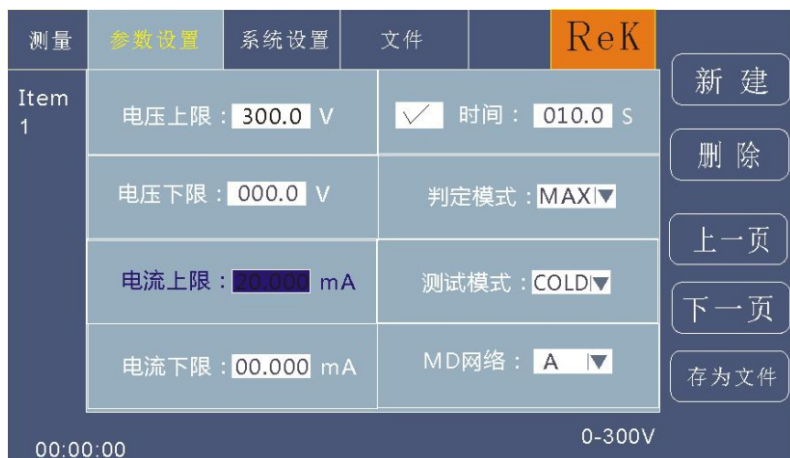 测量 参数设置 系统设置 文件 ReK
Item
1
电压上限：300.0 V
时间： 010.0 S
电压下限：000.0 V
判定模式：MAX
电流上限：20.000 mA
测试模式：COLD
电流下限：00.000 mA
MD网络： A
新 建
删 除
上一页
下一页
存为文件
00:00:00
0-300V